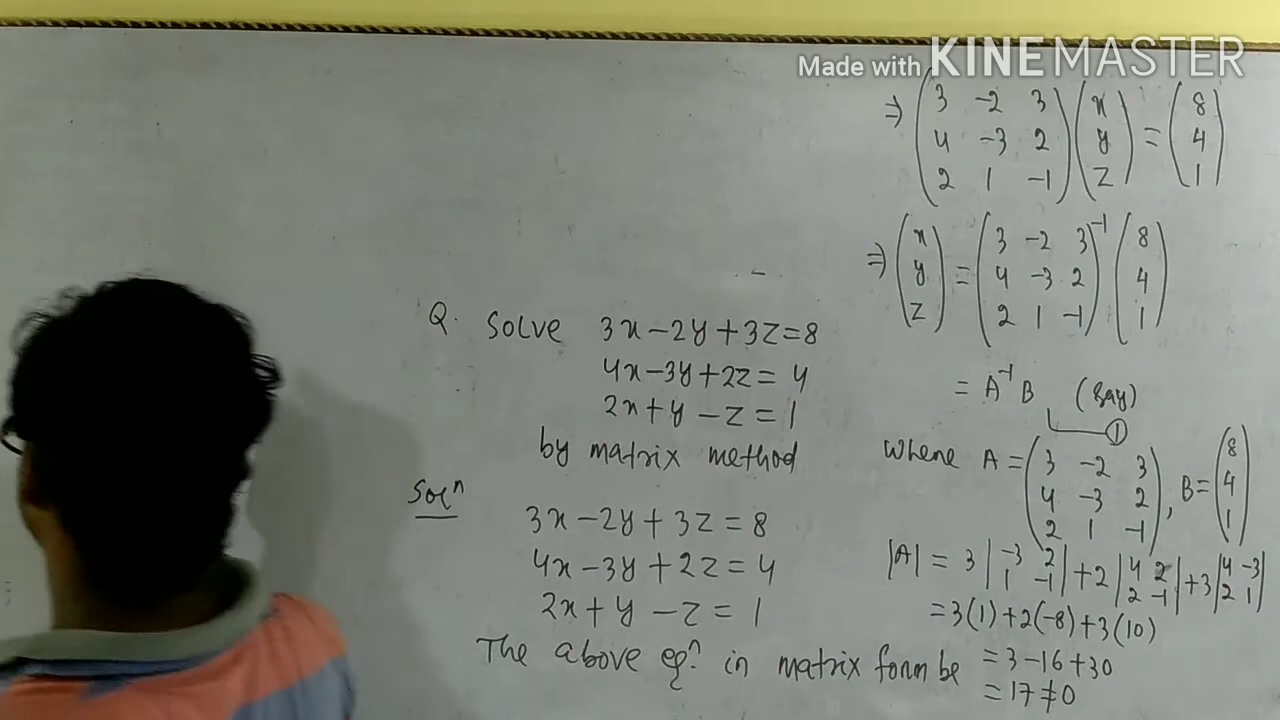 Made with KINEMASTER
Q. Solve 3x-2y+3z=8
4x-3y+2z=4
2x+y-z=1
by matrix method
Solⁿ
3x-2y+3z=8
4x-3y+2z=4
2x+y-z=1
The above eqⁿ in matrix form be
⇒ (3 -2 3) (x) = (8)
(4 -3 2) (y) (4)
(2 1 -1) (z) (1)
⇒ (x) = (3 -2 3)⁻¹ (8)
(y) (4 -3 2) (4)
(z) (2 1 -1) (1)
= A⁻¹B (say)
①
where A = (3 -2 3), B = (8)
(4 -3 2) (4)
(2 1 -1) (1)
|A| = 3 |-3 2| + 2 |4 2| + 3 |4 -3|
|1 -1| |2 -1| |2 1|
= 3(1)+2(-8)+3(10)
= 3-16+30
= 17≠0